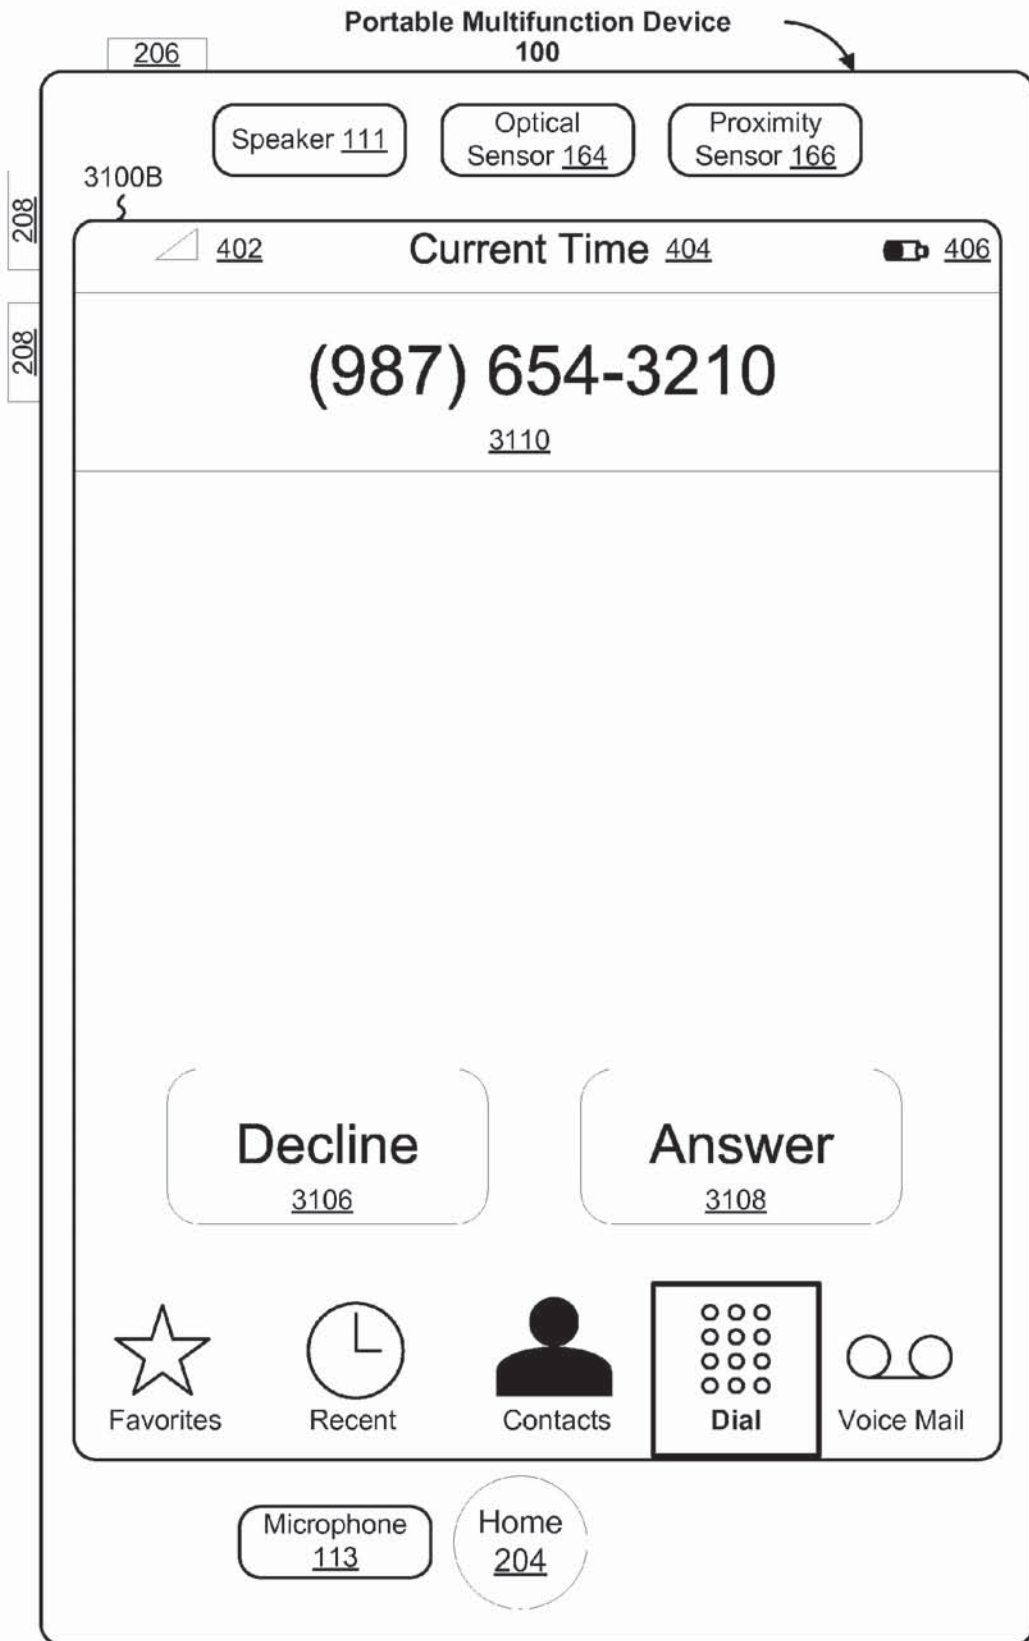 Portable Multifunction Device
100
206
Speaker 111
Optical
Sensor 164
Proximity
Sensor 166
3100B
208
402
Current Time 404
406
208
(987) 654-3210
3110
Decline
3106
Answer
3108
Favorites
Recent
Contacts
Dial
Voice Mail
Microphone
113
Home
204